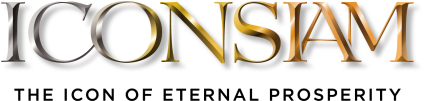 ICONSIAM
THE ICON OF ETERNAL PROSPERITY